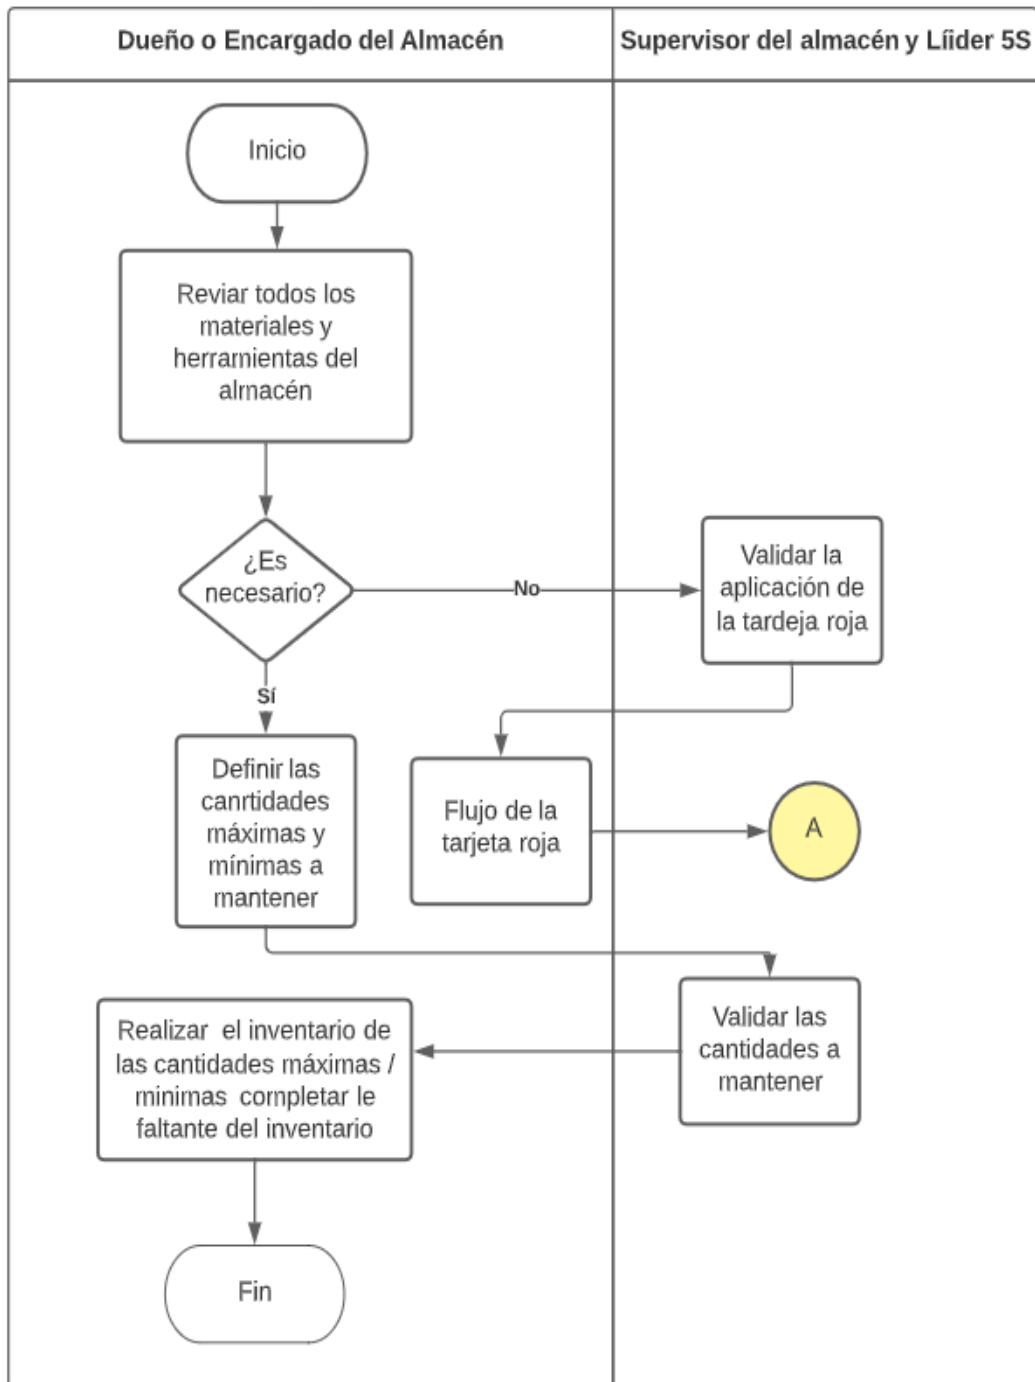 Dueño o Encargado del Almacén
Supervisor del almacén y Líider 5S
Inicio
Reviar todos los
materiales y
herramientas del
almacén
¿Es
necesario?
No
Validar la
aplicación de
la tardeja roja
Sí
Definir las
canrtidades
máximas y
mínimas a
mantener
Flujo de la
tarjeta roja
A
Validar las
cantidades a
mantener
Realizar el inventario de
las cantidades máximas /
minimas completar le
faltante del inventario
Fin